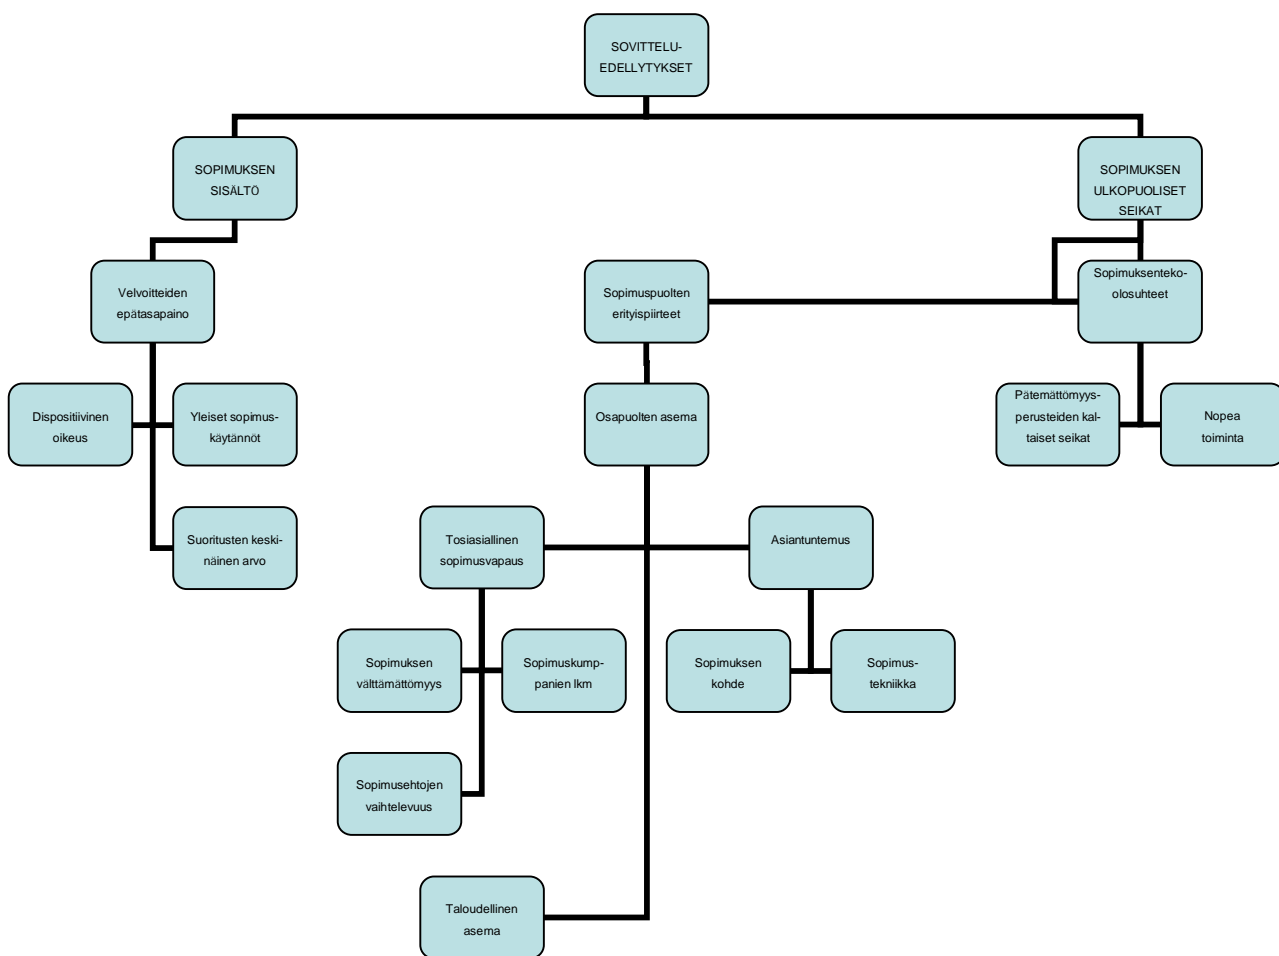 SOVITTELU-
EDELLYTYKSET
SOPIMUKSEN
SISÄLTÖ
SOPIMUKSEN
ULKOPUOLISET
SEIKAT
Velvoitteiden
epätasapaino
Sopimuspuolten
erityispiirteet
Sopimuksenteko-
olosuhteet
Dispositiivinen
oikeus
Yleiset sopimus-
käytännöt
Osapuolten asema
Pätemättömyys-
perusteiden kal-
taiset seikat
Nopea
toiminta
Suoritusten keski-
näinen arvo
Tosiasiallinen
sopimusvapaus
Asiantuntemus
Sopimuksen
välttämättömyys
Sopimuskump-
panien lkm
Sopimuksen
kohde
Sopimus-
tekniikka
Sopimusehtojen
vaihtelevuus
Taloudellinen
asema